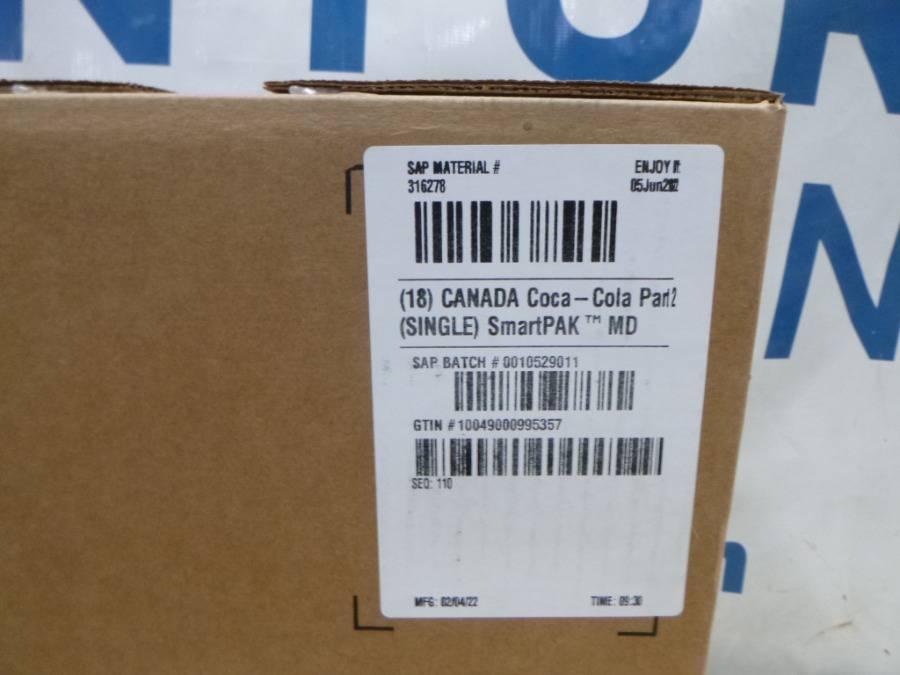 SAP MATERIAL #
316278
ENJOY
(18) CANADA Coca-Cola Part2
(SINGLE) SmartPAK™ MD
SAP BATCH # 0010529011
GTIN #10049000995357
SEQ: 110
MFG: 02/04/22 TIME: 09:30